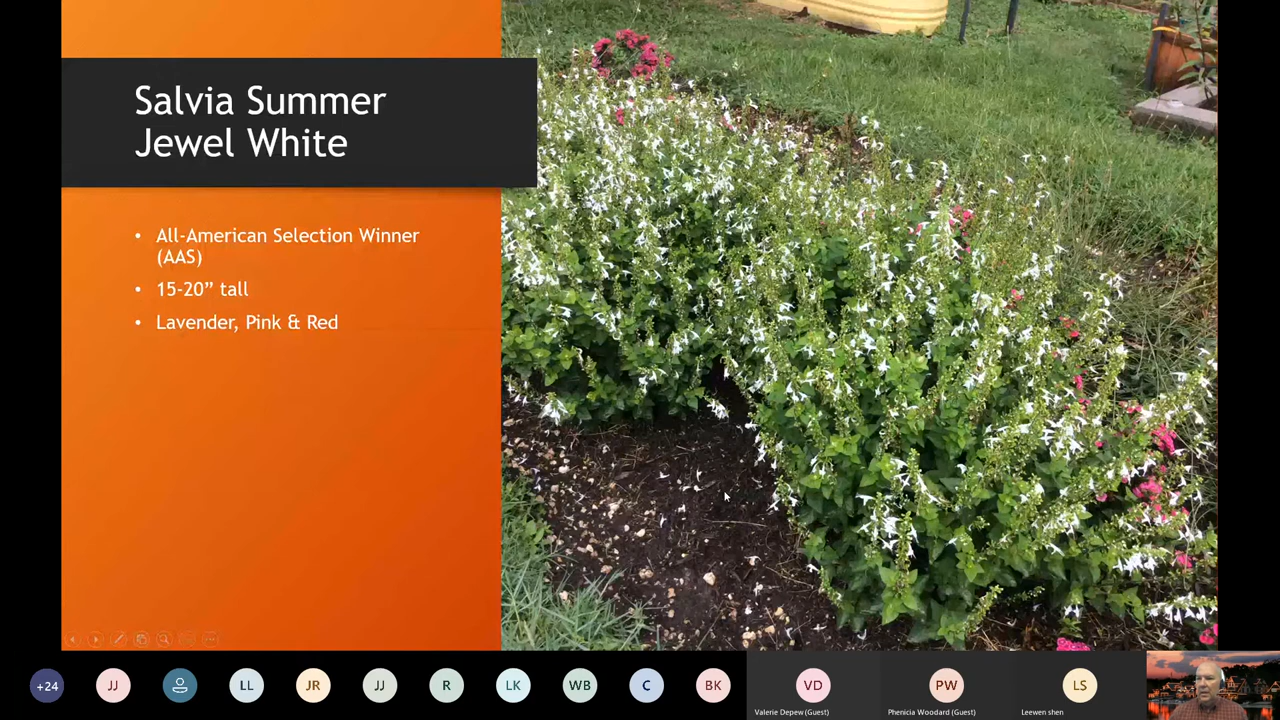 Salvia Summer
Jewel White
• All-American Selection Winner
(AAS)
• 15-20” tall
• Lavender, Pink & Red
+24
JJ
LL
JR
JJ
R
LK
WB
C
BK
VD
PW
LS
Valerie Depew (Guest)
Phenicia Woodard (Guest)
Leewen shen